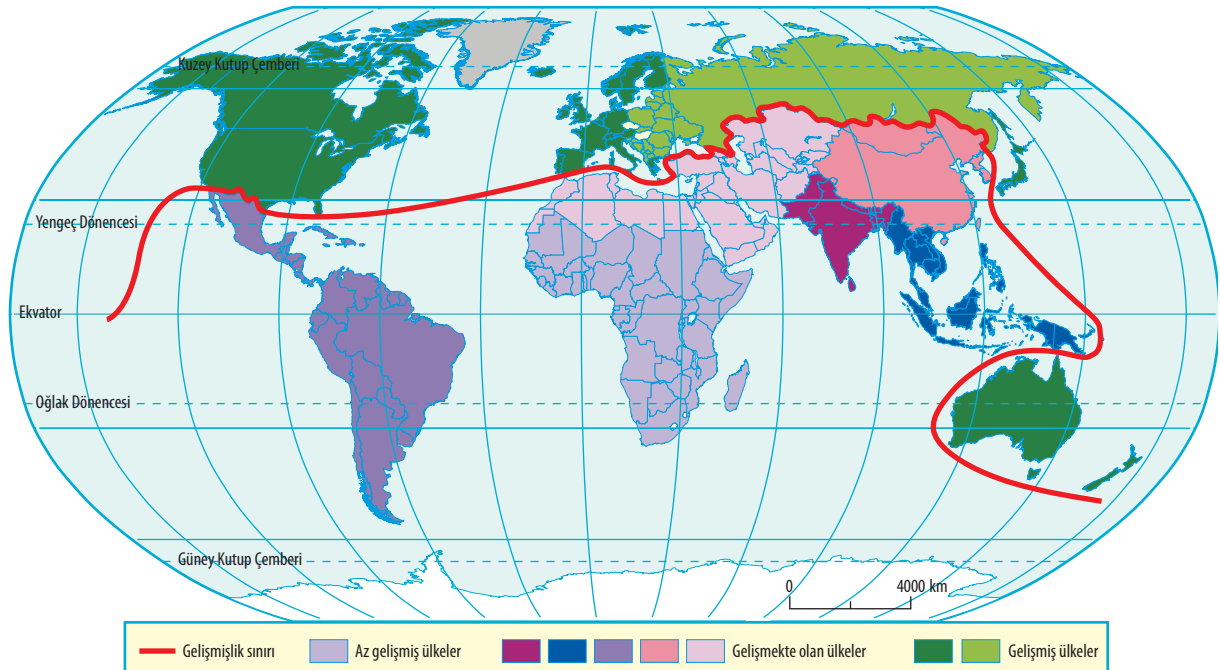 Kuzey Kutup Çemberi
Yengeç Dönencesi
Ekvator
Oğlak Dönencesi
Güney Kutup Çemberi
0 4000 km
Gelişmişlik sınırı Az gelişmiş ülkeler Gelişmekte olan ülkeler Gelişmiş ülkeler